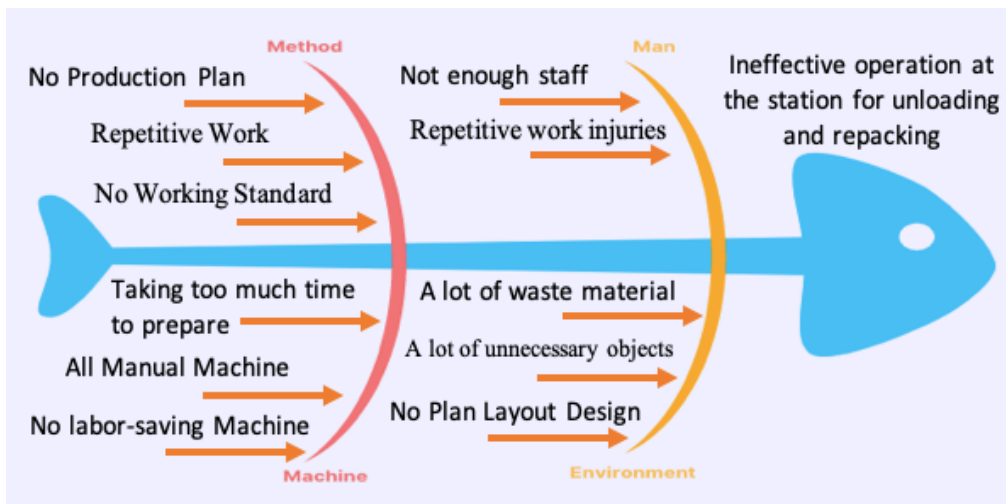 Method
No Production Plan
Repetitive Work
No Working Standard
Taking too much time
to prepare
All Manual Machine
No labor-saving Machine
Machine
Man
Not enough staff
Repetitive work injuries
A lot of waste material
A lot of unnecessary objects
No Plan Layout Design
Environment
Ineffective operation at
the station for unloading
and repacking